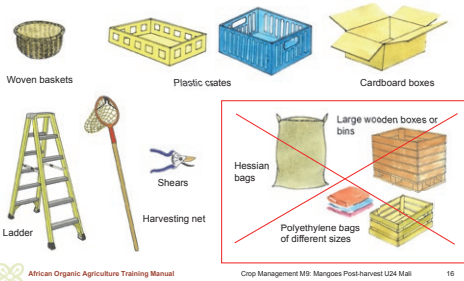 Woven baskets
Plastic csates
Cardboard boxes
Ladder
Harvesting net
Shears
Hessian
bags
Large wooden boxes or
bins
Polyethylene bags
of different sizes
African Organic Agriculture Training Manual
Crop Management M9: Mangoes Post-harvest U24 Mali
16